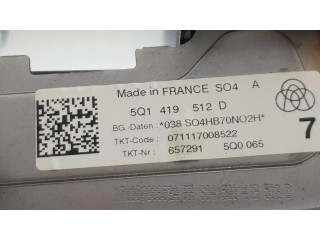 Made in FRANCE SO4 A
5Q1 419 512 D
BG.-Daten : *038 SO4HB70NO2H*
TKT-Code : 071117008522
TKT-Nr : 657291 5Q0 065
7